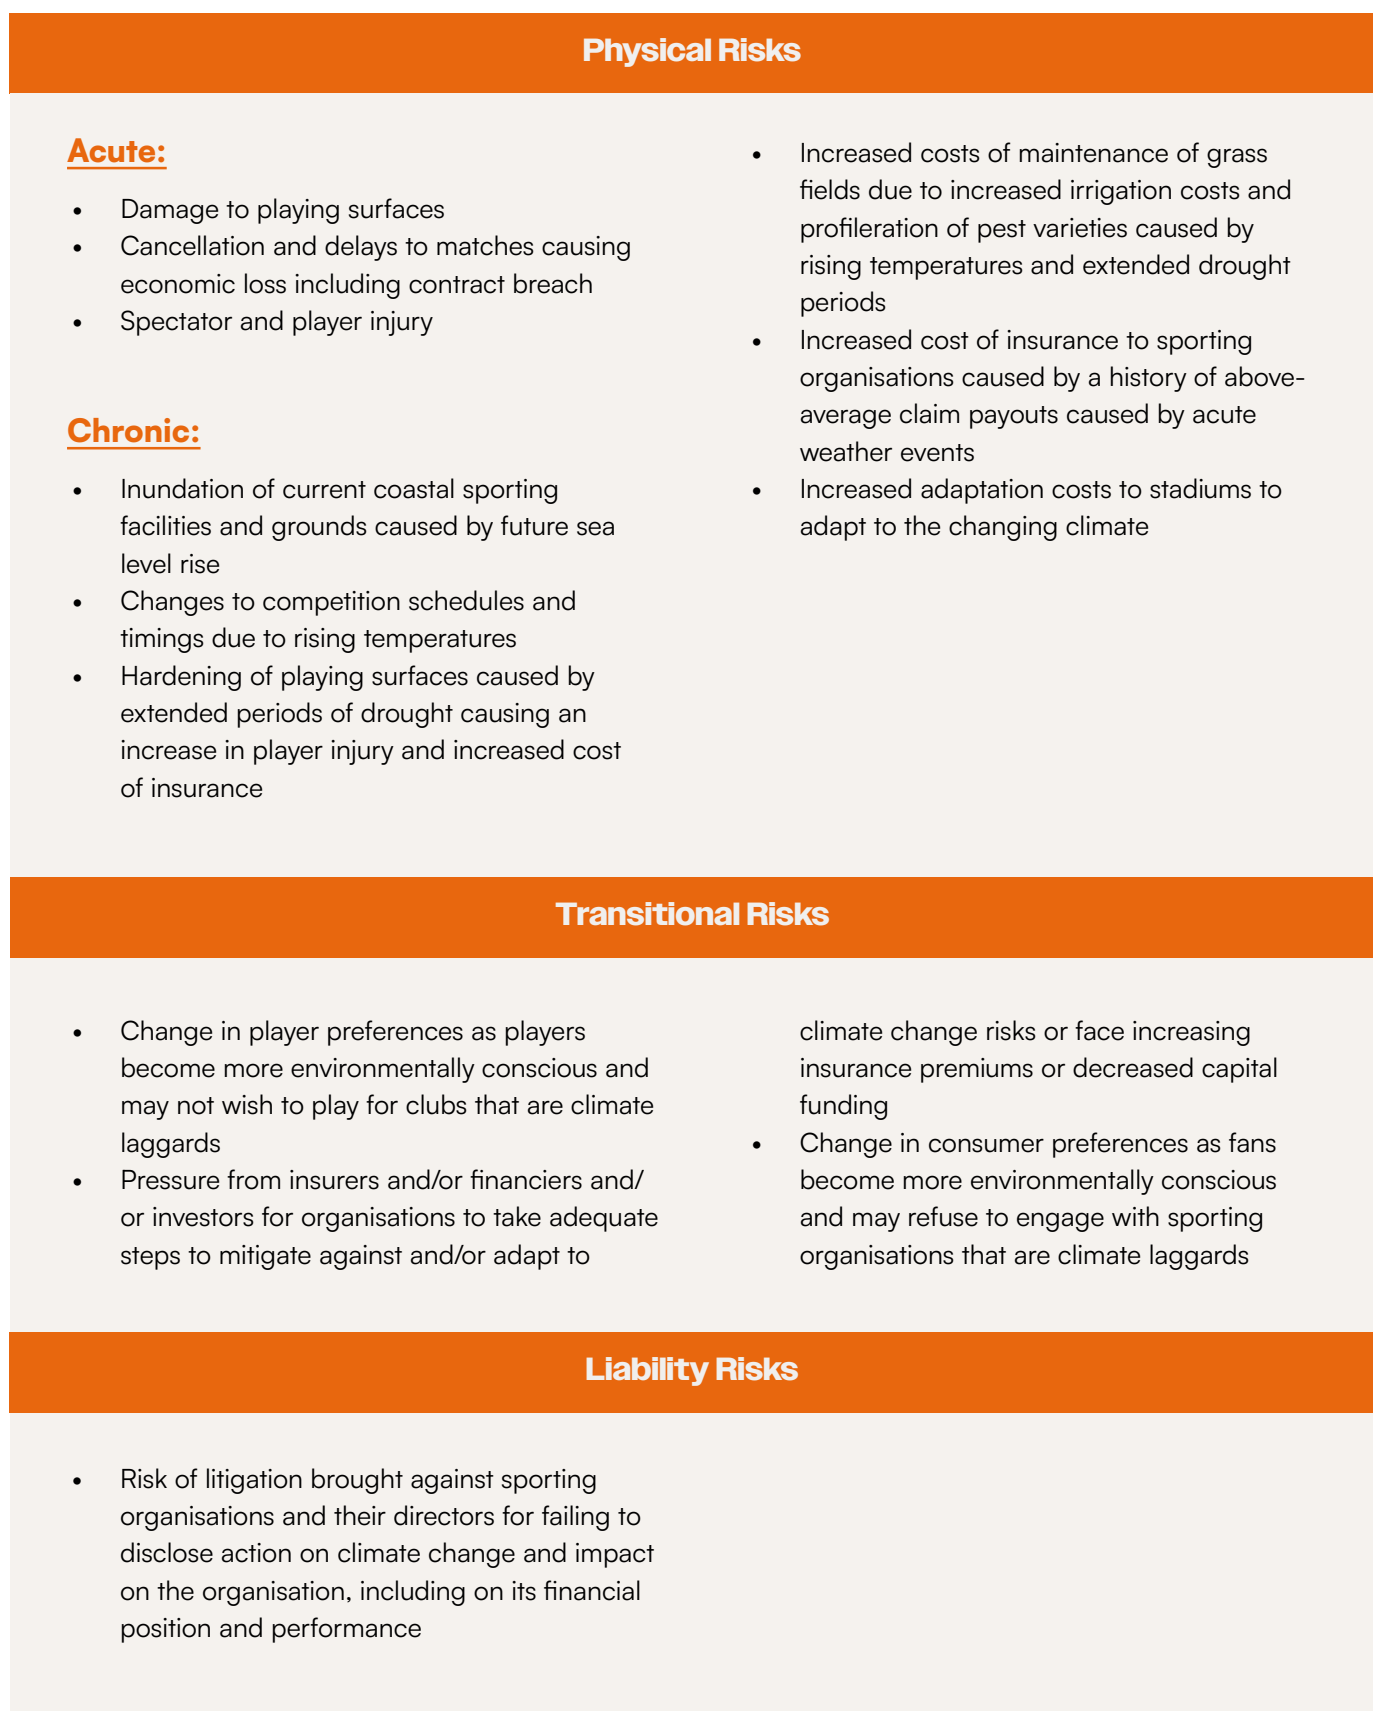 Physical Risks
Acute:
• Damage to playing surfaces
• Cancellation and delays to matches causing
economic loss including contract breach
• Spectator and player injury
Chronic:
• Inundation of current coastal sporting
facilities and grounds caused by future sea
level rise
• Changes to competition schedules and
timings due to rising temperatures
• Hardening of playing surfaces caused by
extended periods of drought causing an
increase in player injury and increased cost
of insurance
• Increased costs of maintenance of grass
fields due to increased irrigation costs and
profileration of pest varieties caused by
rising temperatures and extended drought
periods
• Increased cost of insurance to sporting
organisations caused by a history of above-
average claim payouts caused by acute
weather events
• Increased adaptation costs to stadiums to
adapt to the changing climate
Transitional Risks
• Change in player preferences as players
become more environmentally conscious and
may not wish to play for clubs that are climate
laggards
• Pressure from insurers and/or financiers and/
or investors for organisations to take adequate
steps to mitigate against and/or adapt to
climate change risks or face increasing
insurance premiums or decreased capital
funding
• Change in consumer preferences as fans
become more environmentally conscious
and may refuse to engage with sporting
organisations that are climate laggards
Liability Risks
• Risk of litigation brought against sporting
organisations and their directors for failing to
disclose action on climate change and impact
on the organisation, including on its financial
position and performance